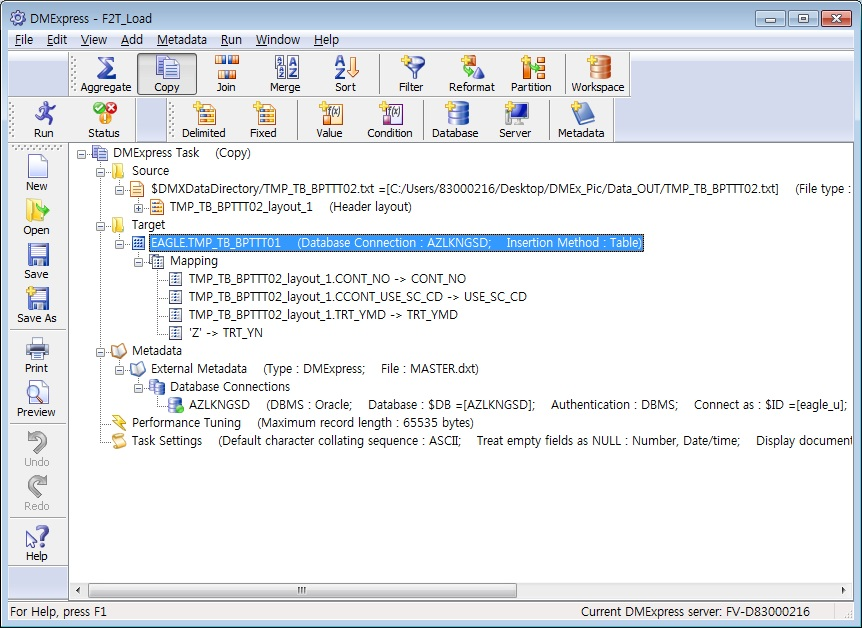 DMExpress - F2T_Load
File Edit View Add Metadata Run Window Help
Aggregate Copy Join Merge Sort Filter Reformat Partition Workspace
Run Status Delimited Fixed Value Condition Database Server Metadata
New
Open
Save
Save As
Print
Preview
Undo
Redo
Help
DMExpress Task (Copy)
Source
$DMXDataDirectory/TMP_TB_BPTTT02.txt =[C:/Users/83000216/Desktop/DMEx_Pic/Data_OUT/TMP_TB_BPTTT02.txt] (File type :
TMP_TB_BPTTT02_layout_1 (Header layout)
Target
EAGLE.TMP_TB_BPTTT01 (Database Connection : AZLKNGSD; Insertion Method : Table)
Mapping
TMP_TB_BPTTT02_layout_1.CONT_NO -> CONT_NO
TMP_TB_BPTTT02_layout_1.CCONT_USE_SC_CD -> USE_SC_CD
TMP_TB_BPTTT02_layout_1.TRT_YMD -> TRT_YMD
'Z' -> TRT_YN
Metadata
External Metadata (Type : DMExpress; File : MASTER.dxt)
Database Connections
AZLKNGSD (DBMS : Oracle; Database : $DB =[AZLKNGSD]; Authentication : DBMS; Connect as : $ID =[eagle_u];
Performance Tuning (Maximum record length : 65535 bytes)
Task Settings (Default character collating sequence : ASCII; Treat empty fields as NULL : Number, Date/time; Display document
For Help, press F1 Current DMExpress server: FV-D83000216